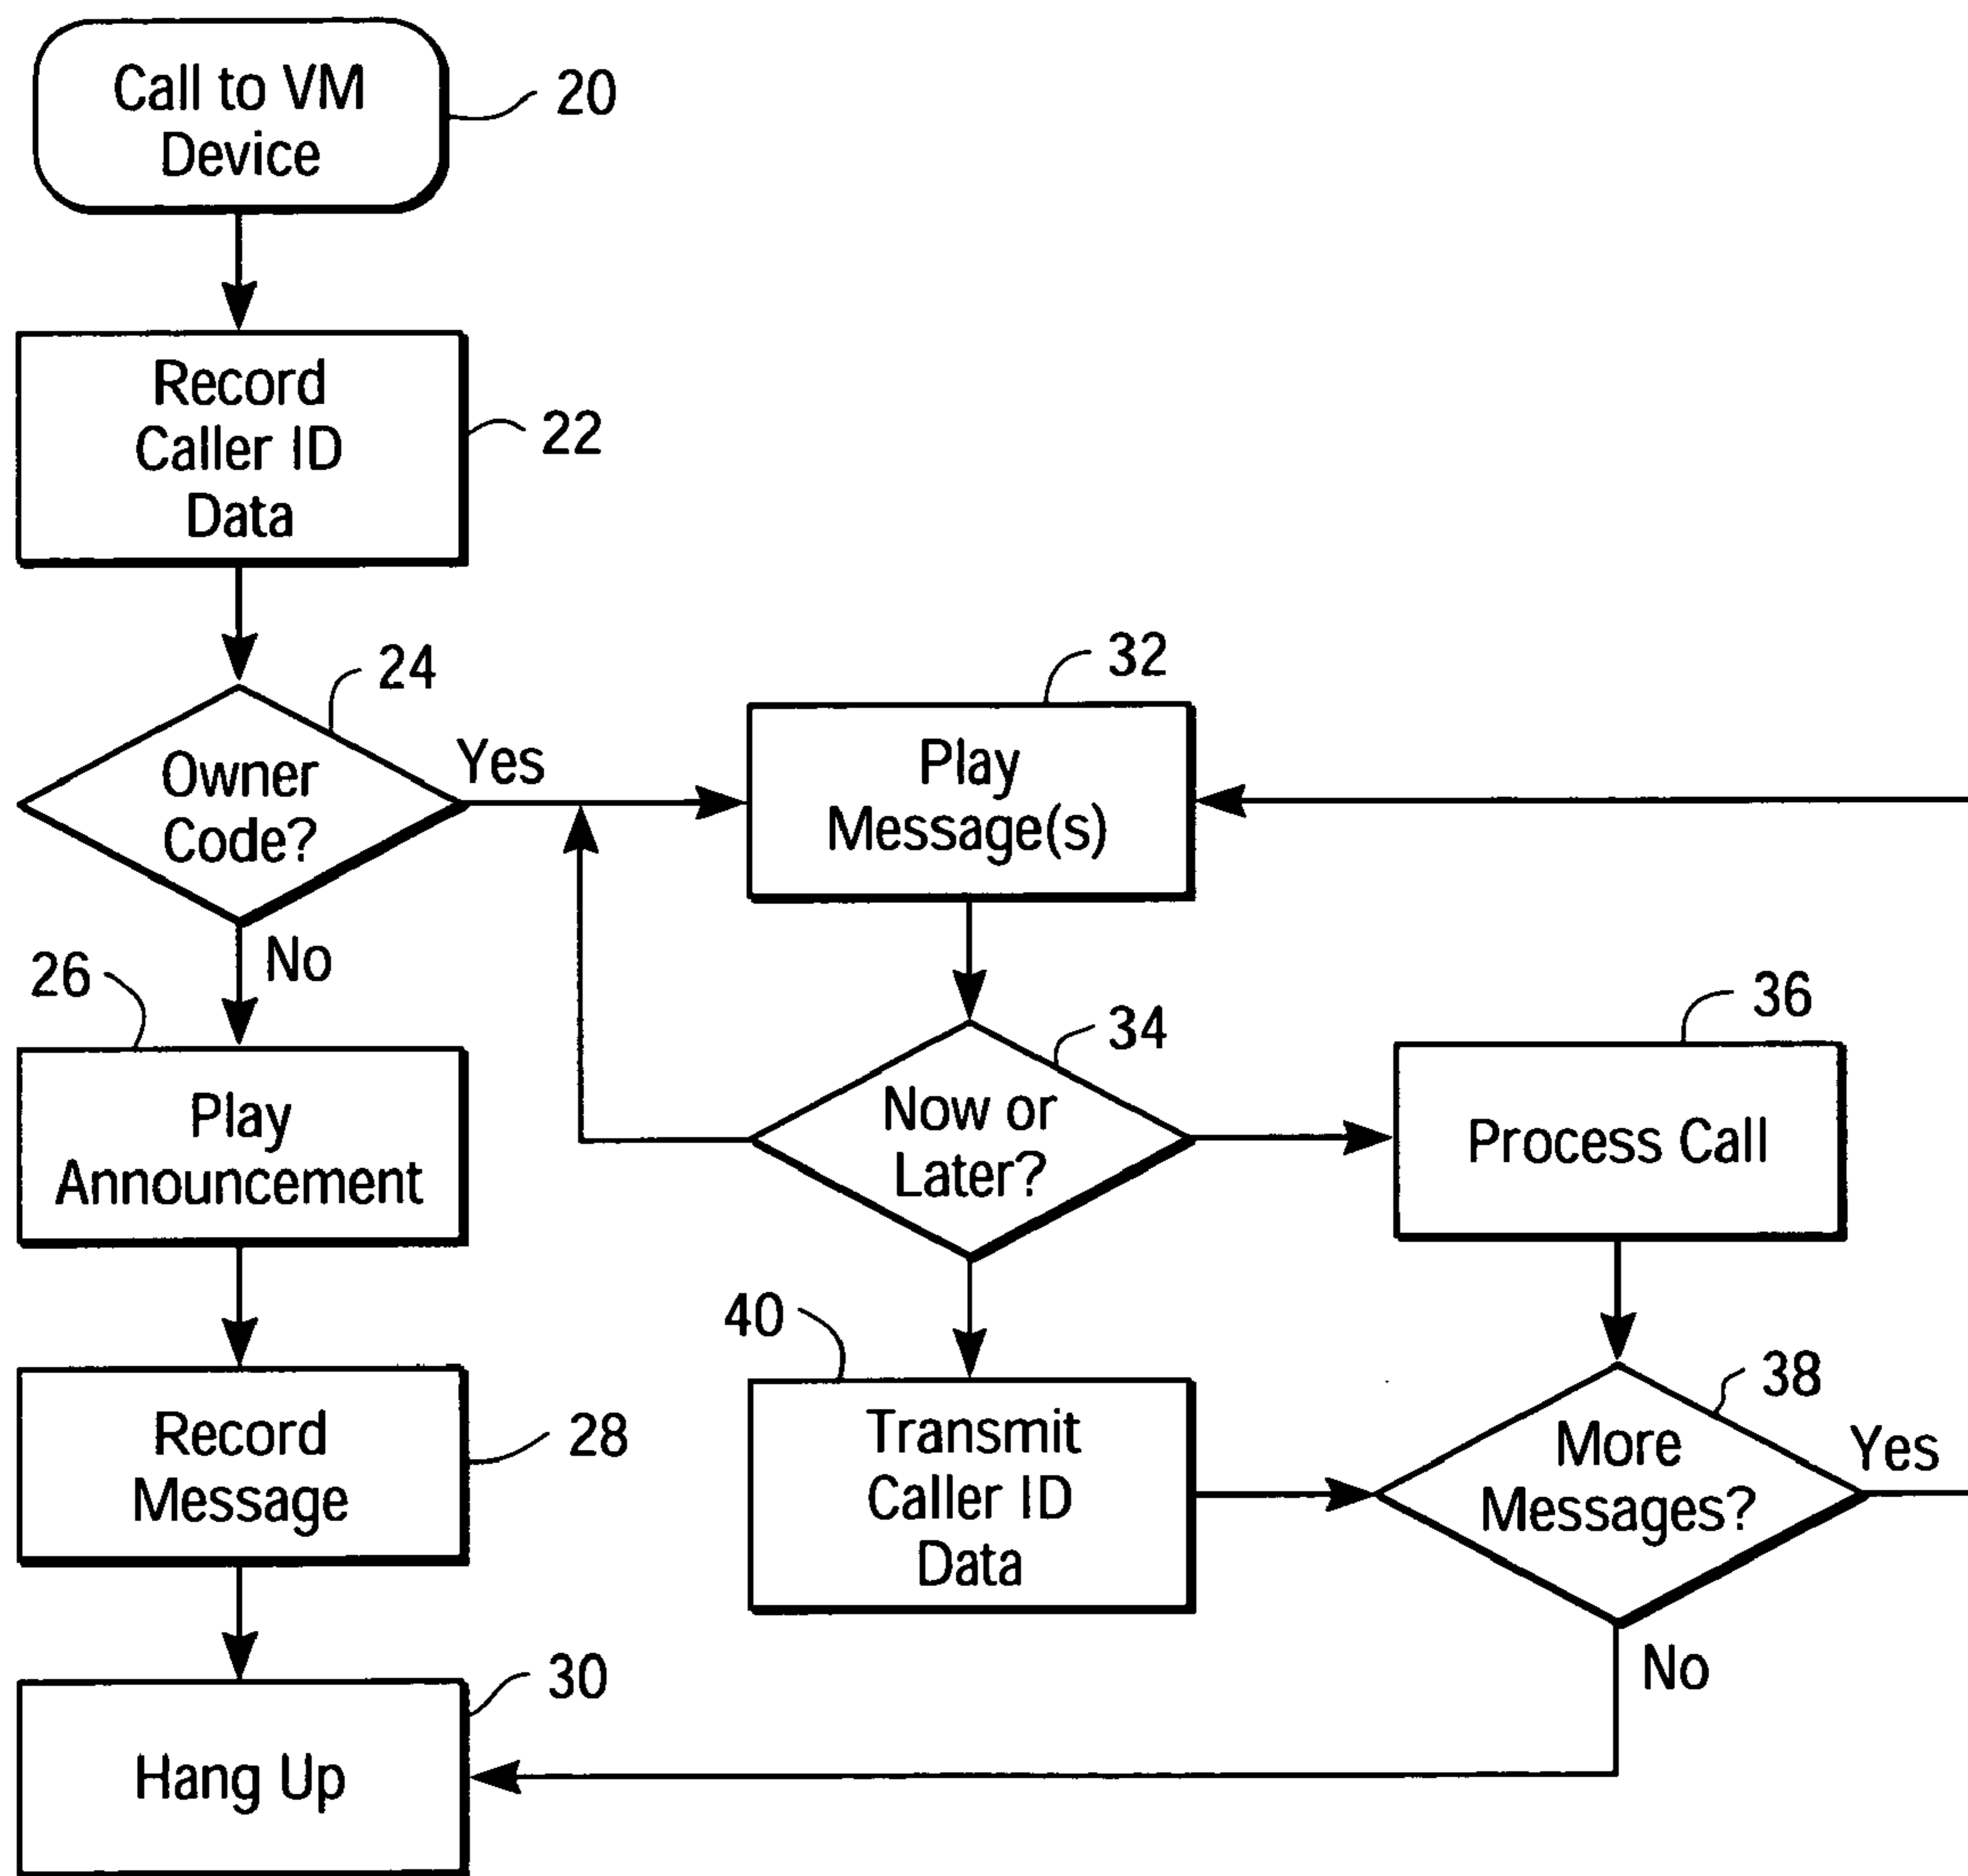 Call to VM
Device
20
Record
Caller ID
Data
22
24
Owner
Code?
Yes
No
32
Play
Message(s)
26
Play
Announcement
34
Now or
Later?
36
Process Call
28
Record
Message
40
Transmit
Caller ID
Data
38
More
Messages?
Yes
No
30
Hang Up